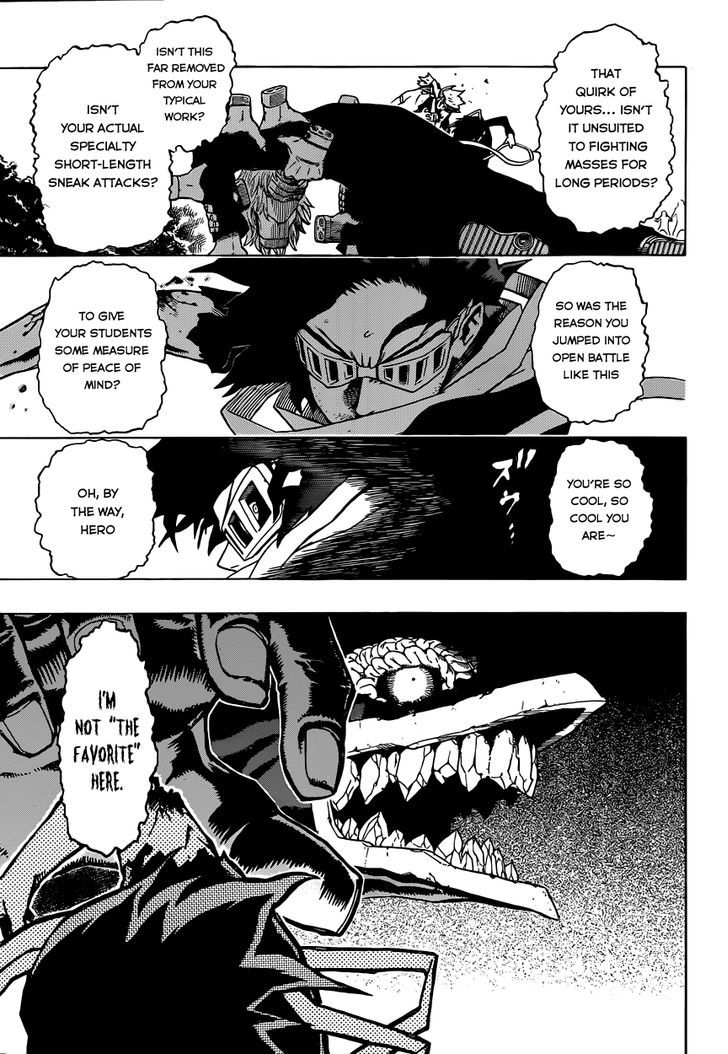 THAT
QUIRK OF
YOURS... ISN'T
IT UNSUITED
TO FIGHTING
MASSES FOR
LONG PERIODS?
ISN'T THIS
FAR REMOVED
FROM YOUR
TYPICAL
WORK?
ISN'T
YOUR ACTUAL
SPECIALTY
SHORT-LENGTH
SNEAK ATTACKS?
SO WAS THE
REASON YOU
JUMPED INTO
OPEN BATTLE
LIKE THIS
TO GIVE
YOUR STUDENTS
SOME MEASURE
OF PEACE OF
MIND?
YOU'RE SO
COOL, SO
COOL YOU
ARE~
ズウ
OH, BY
THE WAY,
HERO
I'M
NOT "THE
FAVORITE"
HERE.